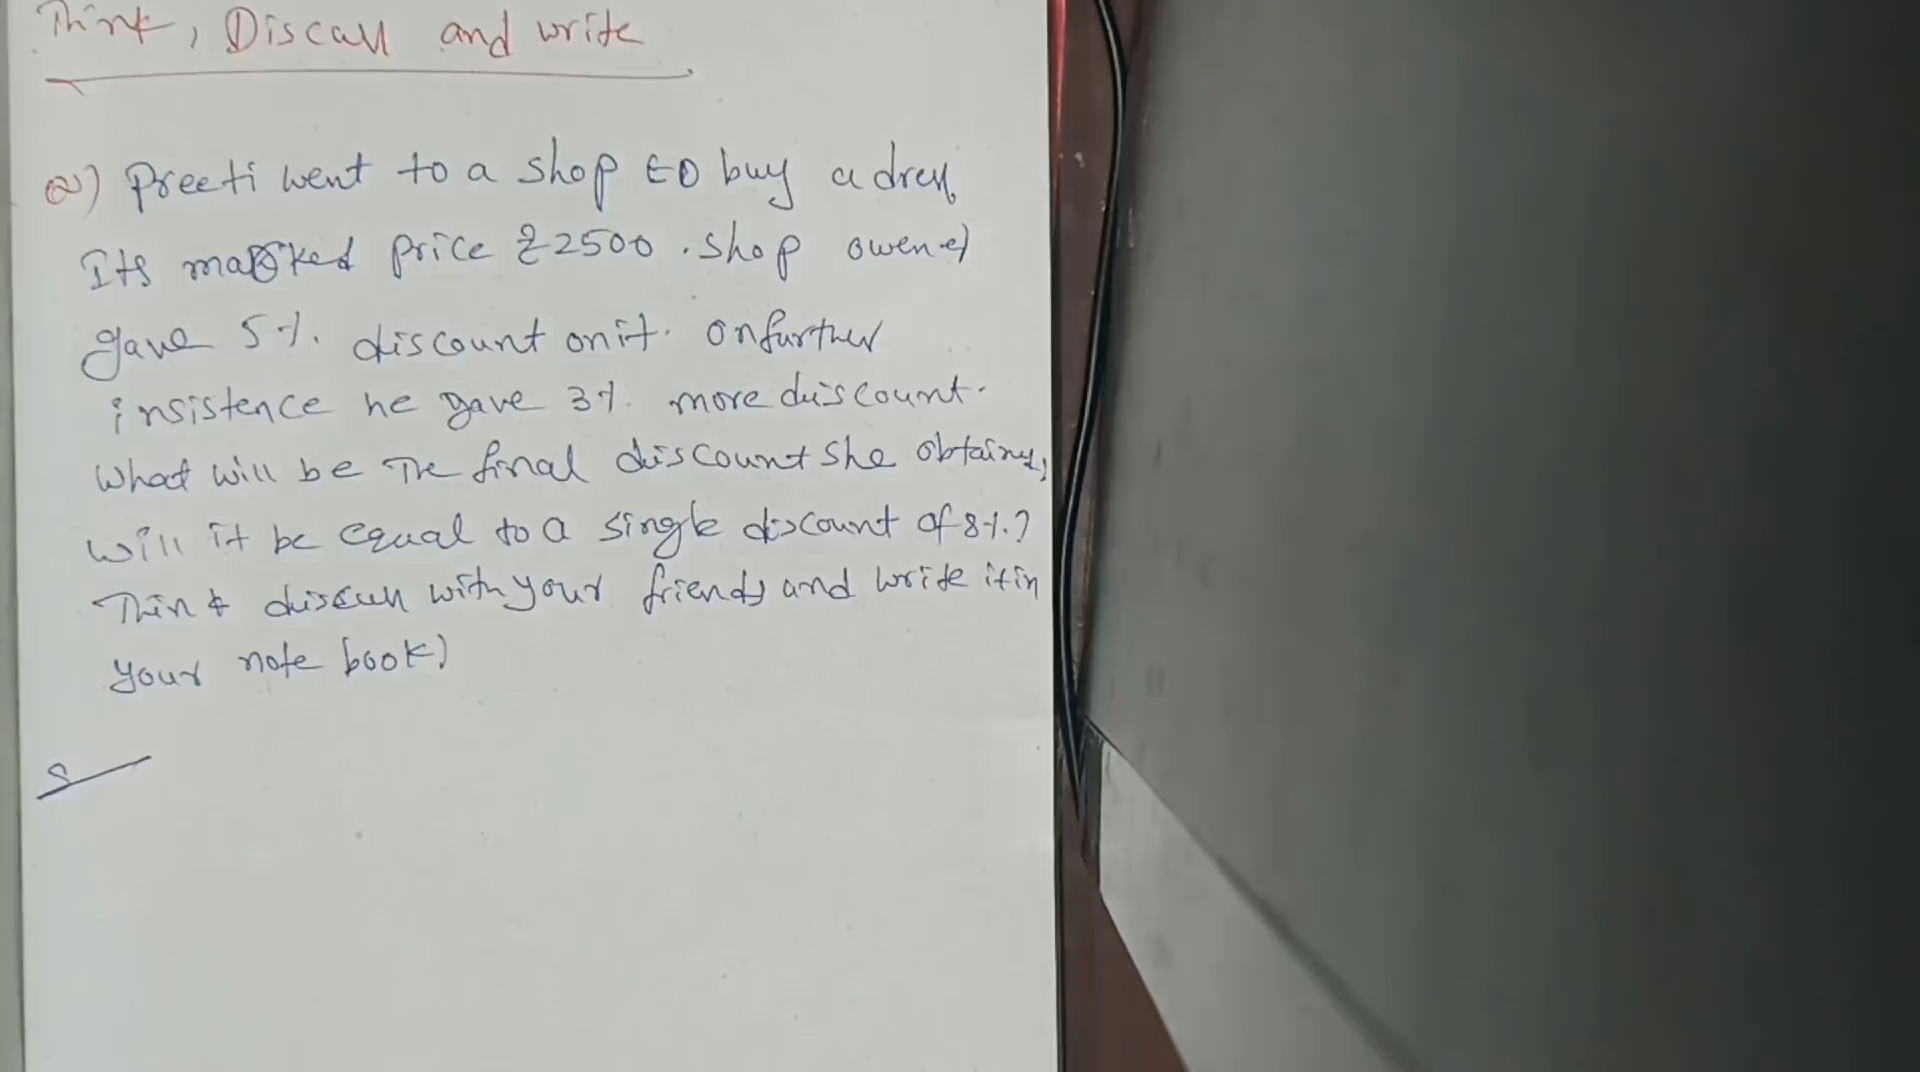 Think, Discuss and write
Q) Preeti went to a shop to buy a dress.
Its marked price ₹2500. shop owener
gave 5%. discount on it. on further
insistence he gave 3%. more discount.
What will be The final discount she obtains,
will it be equal to a single discount of 8%.?
Think discuss with your friends and write it in
your note book)
S